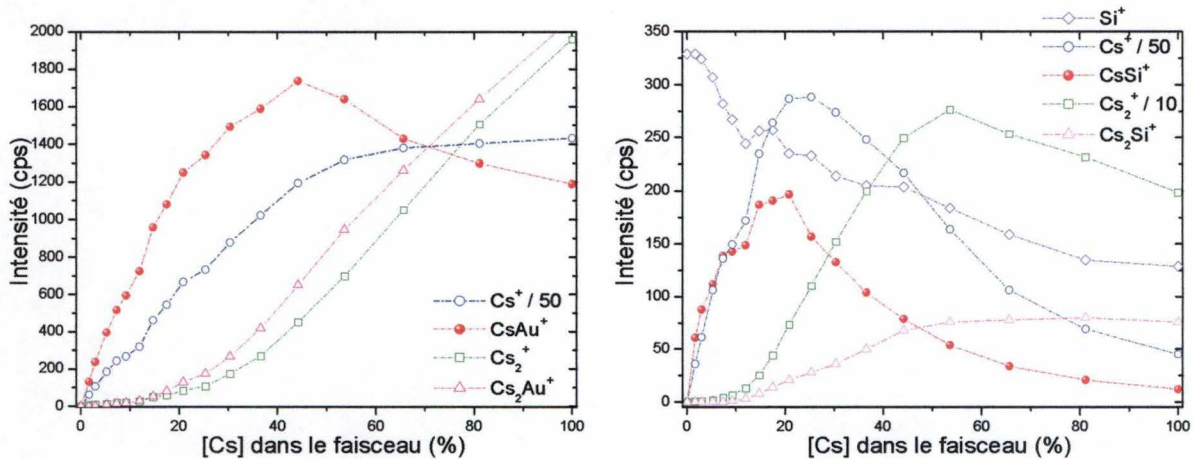 2000
1800
1600
1400
1200
1000
800
600
400
200
0
Intensité (cps)
0 20 40 60 80 100
[Cs] dans le faisceau (%)
Cs⁺ / 50
CsAu⁺
Cs₂⁺
Cs₂Au⁺
350
300
250
200
150
100
50
0
Intensité (cps)
0 20 40 60 80 100
[Cs] dans le faisceau (%)
Si⁺
Cs⁺ / 50
CsSi⁺
Cs₂⁺ / 10
Cs₂Si⁺